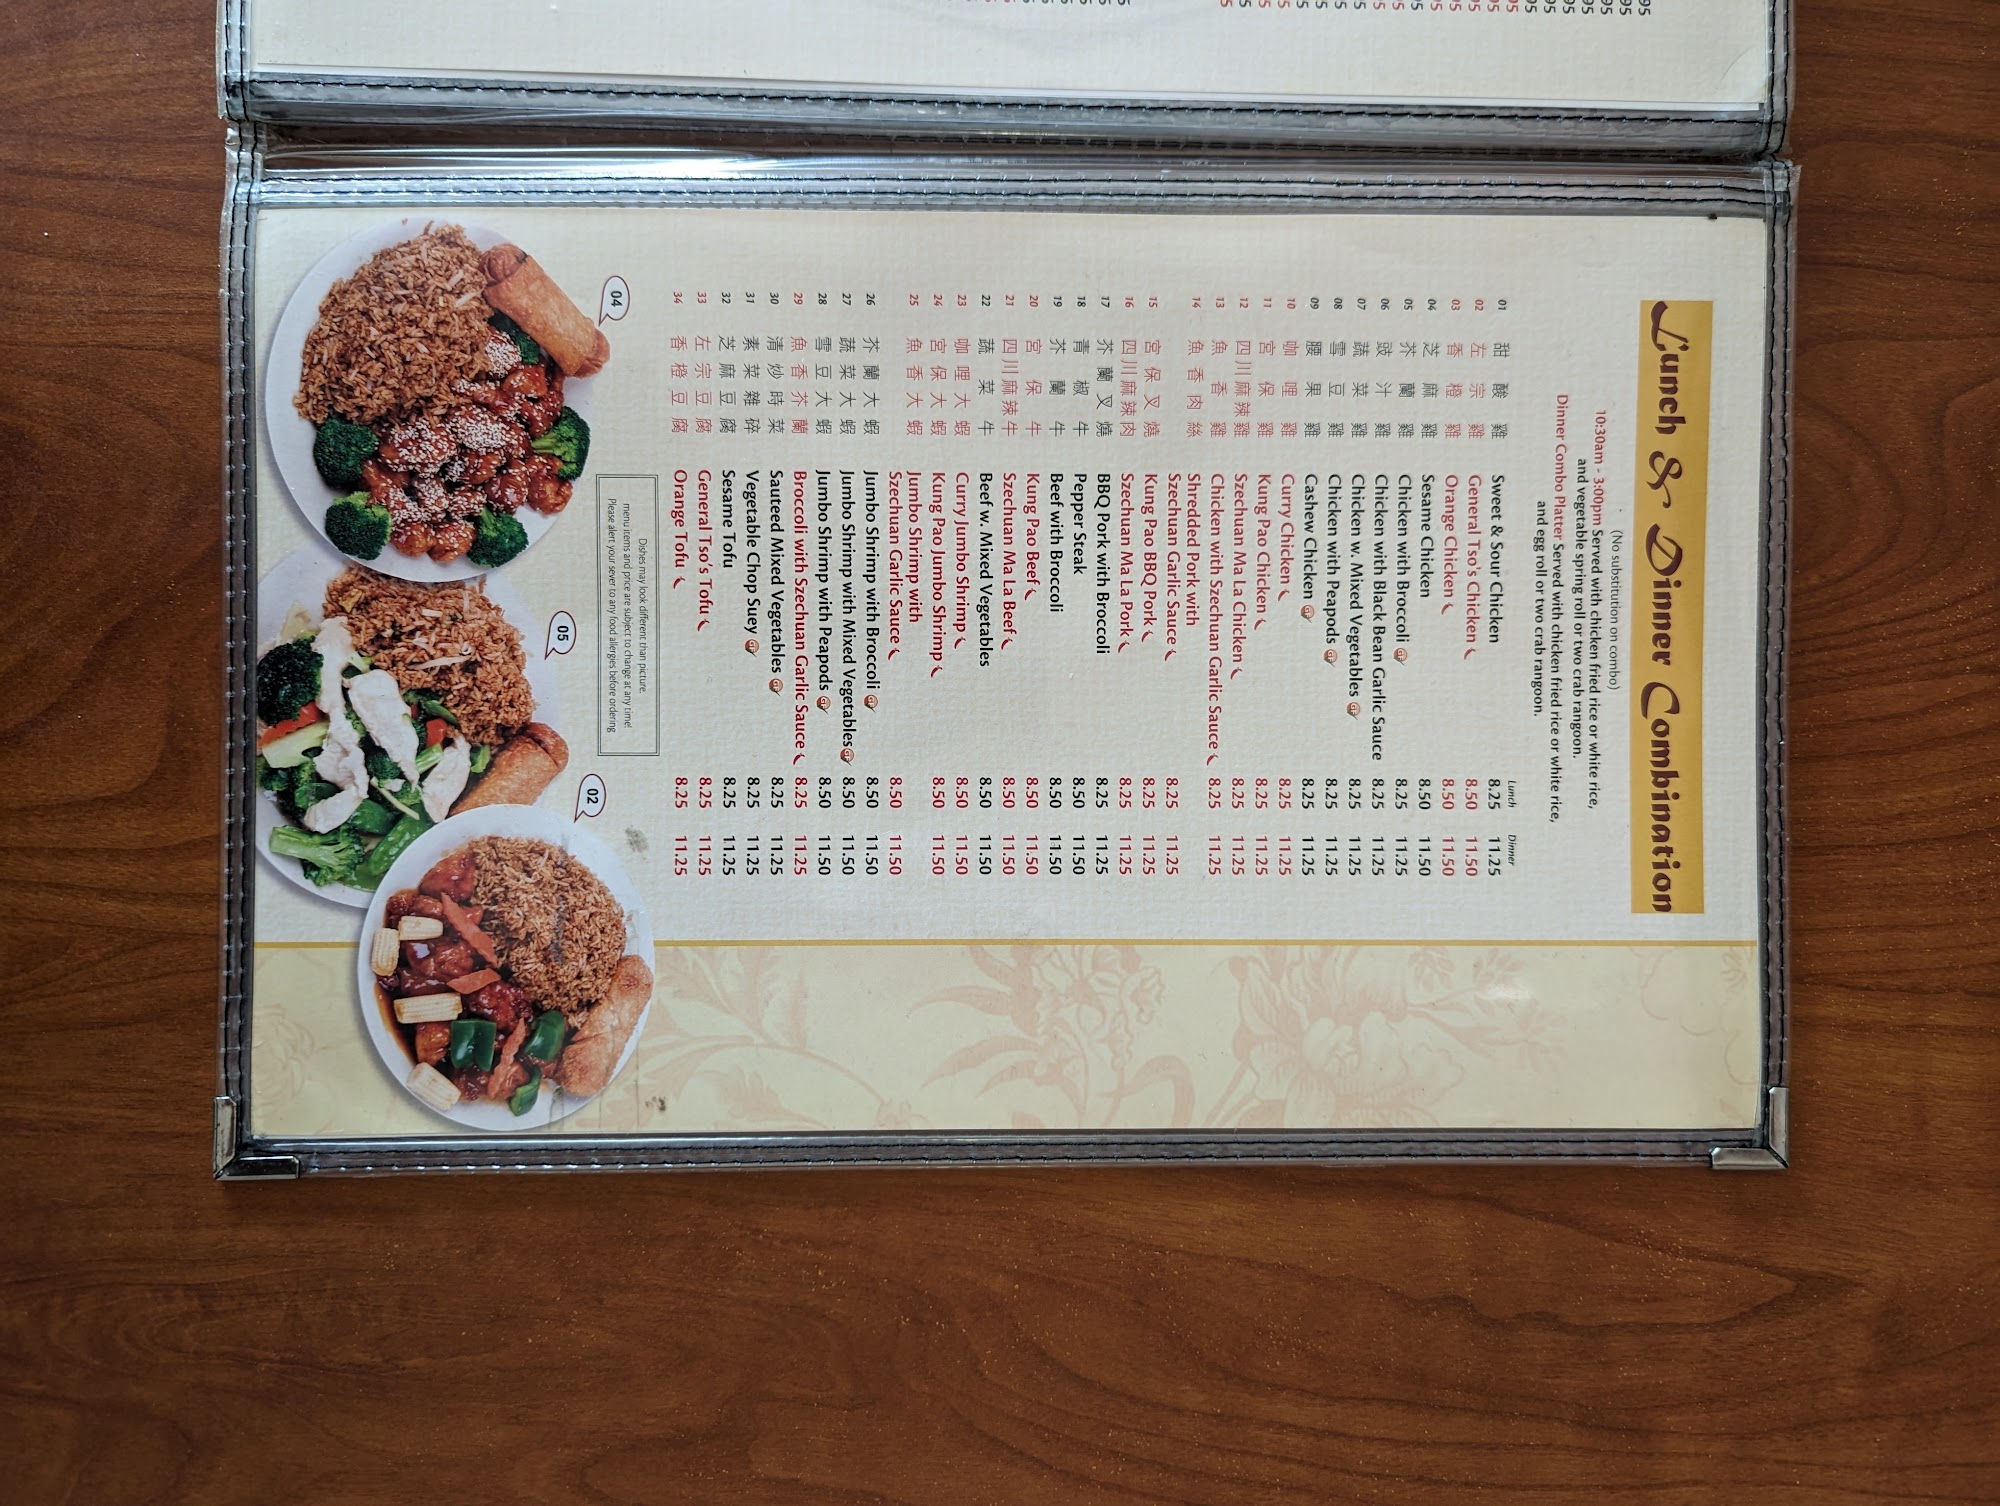 Lunch & Dinner Combination
(No substitution on combo)
10:30am - 3:00pm Served with chicken fried rice or white rice,
and vegetable spring roll or two crab rangoon.
Dinner Combo Platter Served with chicken fried rice or white rice,
and egg roll or two crab rangoon.
Lunch Dinner
01 甜酸雞 Sweet & Sour Chicken 8.25 11.25
02 左宗雞 General Tso's Chicken 8.50 11.50
03 香橙雞 Orange Chicken 8.50 11.50
04 芝麻雞 Sesame Chicken 8.50 11.50
05 芥蘭雞 Chicken with Broccoli GF 8.25 11.25
06 豉汁雞 Chicken with Black Bean Garlic Sauce 8.25 11.25
07 蔬菜雞 Chicken w. Mixed Vegetables GF 8.25 11.25
08 雪豆雞 Chicken with Peapods GF 8.25 11.25
09 腰果雞 Cashew Chicken GF 8.25 11.25
10 咖哩雞 Curry Chicken 8.25 11.25
11 宮保雞 Kung Pao Chicken 8.25 11.25
12 四川麻辣雞 Szechuan Ma La Chicken 8.25 11.25
13 魚香雞 Chicken with Szechuan Garlic Sauce 8.25 11.25
14 魚香肉絲 Shredded Pork with
Szechuan Garlic Sauce 8.25 11.25
15 宮保叉燒 Kung Pao BBQ Pork 8.25 11.25
16 四川麻辣肉 Szechuan Ma La Pork 8.25 11.25
17 芥蘭叉燒 BBQ Pork with Broccoli 8.25 11.25
18 青椒牛 Pepper Steak 8.50 11.50
19 芥蘭牛 Beef with Broccoli 8.50 11.50
20 宮保牛 Kung Pao Beef 8.50 11.50
21 四川麻辣牛 Szechuan Ma La Beef 8.50 11.50
22 蔬菜牛 Beef w. Mixed Vegetables 8.50 11.50
23 咖哩大蝦 Curry Jumbo Shrimp 8.50 11.50
24 宮保大蝦 Kung Pao Jumbo Shrimp 8.50 11.50
25 魚香大蝦 Jumbo Shrimp with
Szechuan Garlic Sauce 8.50 11.50
26 芥蘭大蝦 Jumbo Shrimp with Broccoli GF 8.50 11.50
27 蔬菜大蝦 Jumbo Shrimp with Mixed Vegetables GF 8.50 11.50
28 雪豆大蝦 Jumbo Shrimp with Peapods GF 8.50 11.50
29 魚香芥蘭 Broccoli with Szechuan Garlic Sauce 8.25 11.25
30 清炒時菜 Sauteed Mixed Vegetables GF 8.25 11.25
31 素菜雜碎 Vegetable Chop Suey GF 8.25 11.25
32 芝麻豆腐 Sesame Tofu 8.25 11.25
33 左宗豆腐 General Tso's Tofu 8.25 11.25
34 香橙豆腐 Orange Tofu 8.25 11.25
Dishes may look different than picture.
menu items and price are subject to change at any time!
Please alert your sever to any food allergies before ordering
04
05
02